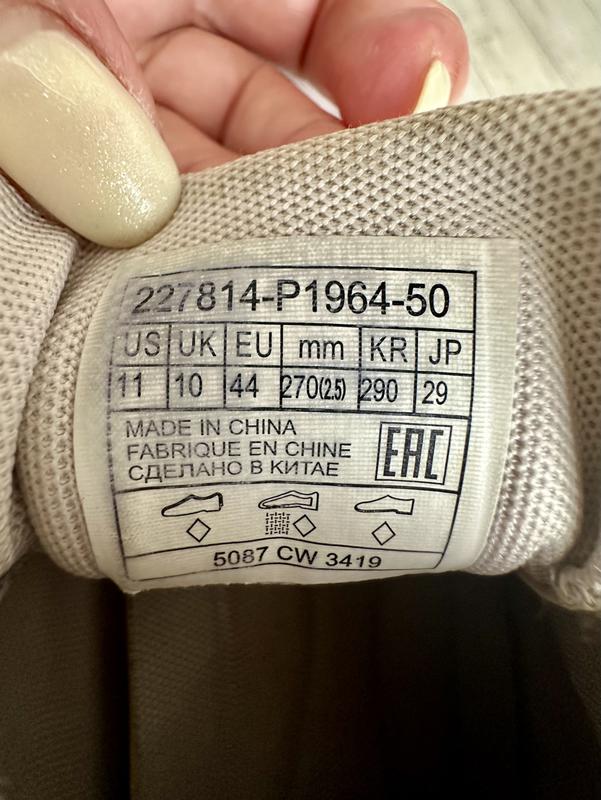 227814-P1964-50
US UK EU mm KR JP
11 10 44 270(2.5) 290 29
MADE IN CHINA
FABRIQUE EN CHINE
СДЕЛАНО В КИТАЕ
EAC
5087 CW 3419